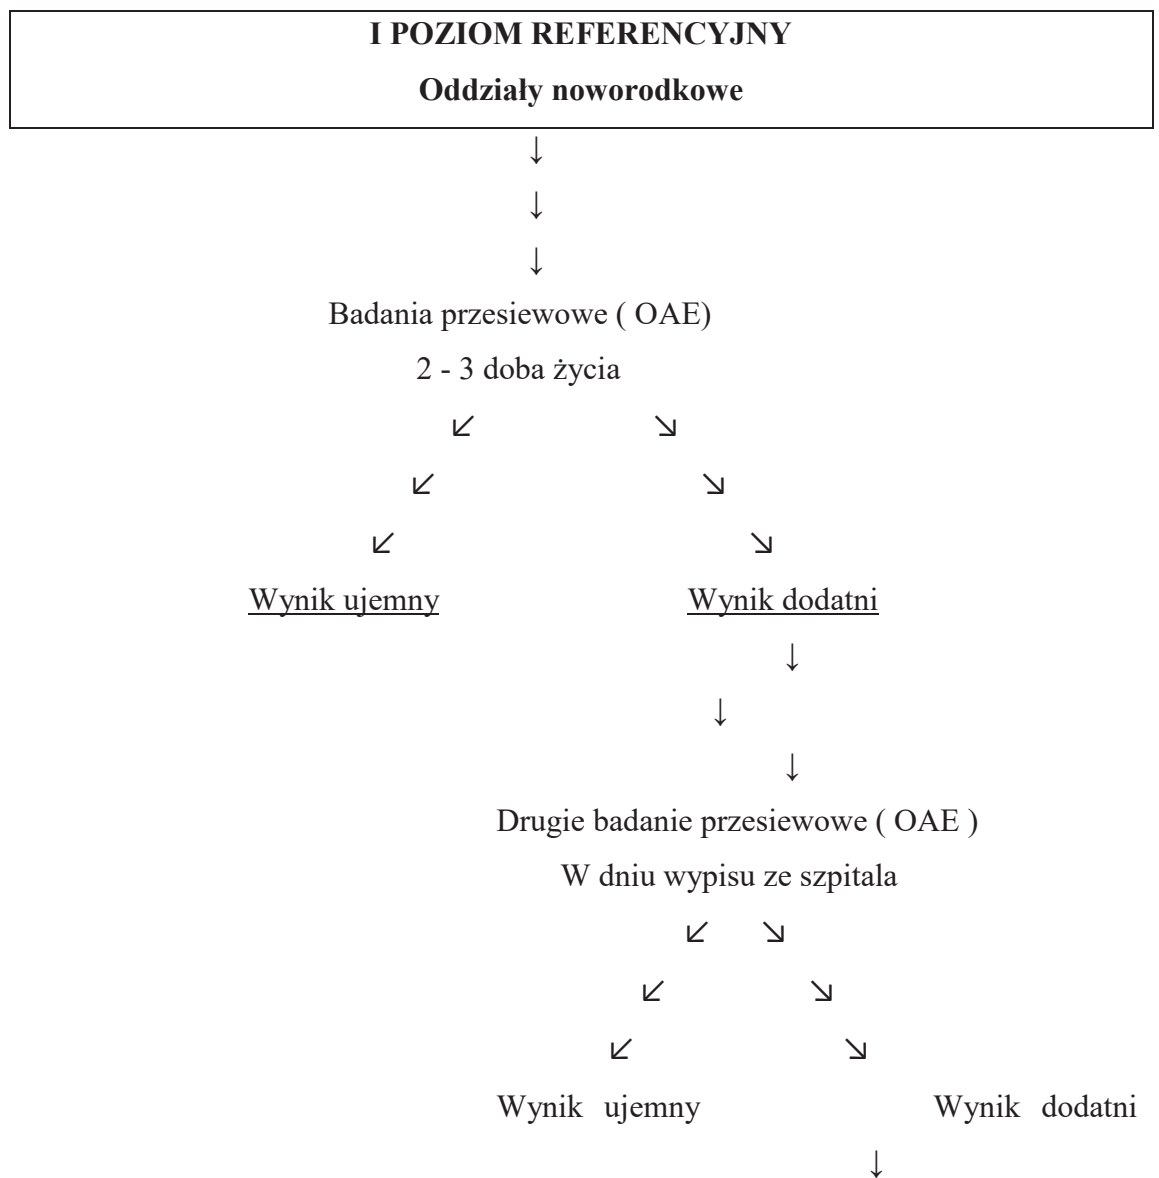 I POZIOM REFERENCYJNY
Oddziały noworodkowe
↓
↓
↓
Badania przesiewowe ( OAE)
2 - 3 doba życia
↙ ↘
↙ ↘
↙ ↘
Wynik ujemny Wynik dodatni
↓
↓
↓
Drugie badanie przesiewowe ( OAE )
W dniu wypisu ze szpitala
↙ ↘
↙ ↘
↙ ↘
Wynik ujemny Wynik dodatni
↓